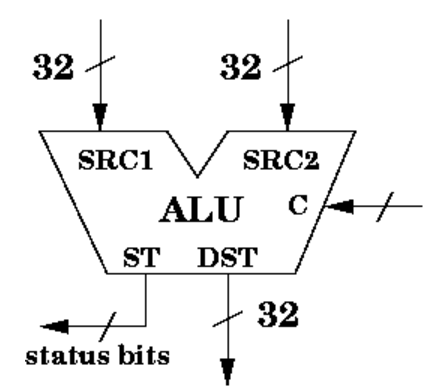 32 32
SRC1 SRC2
ALU C
ST DST
32
status bits